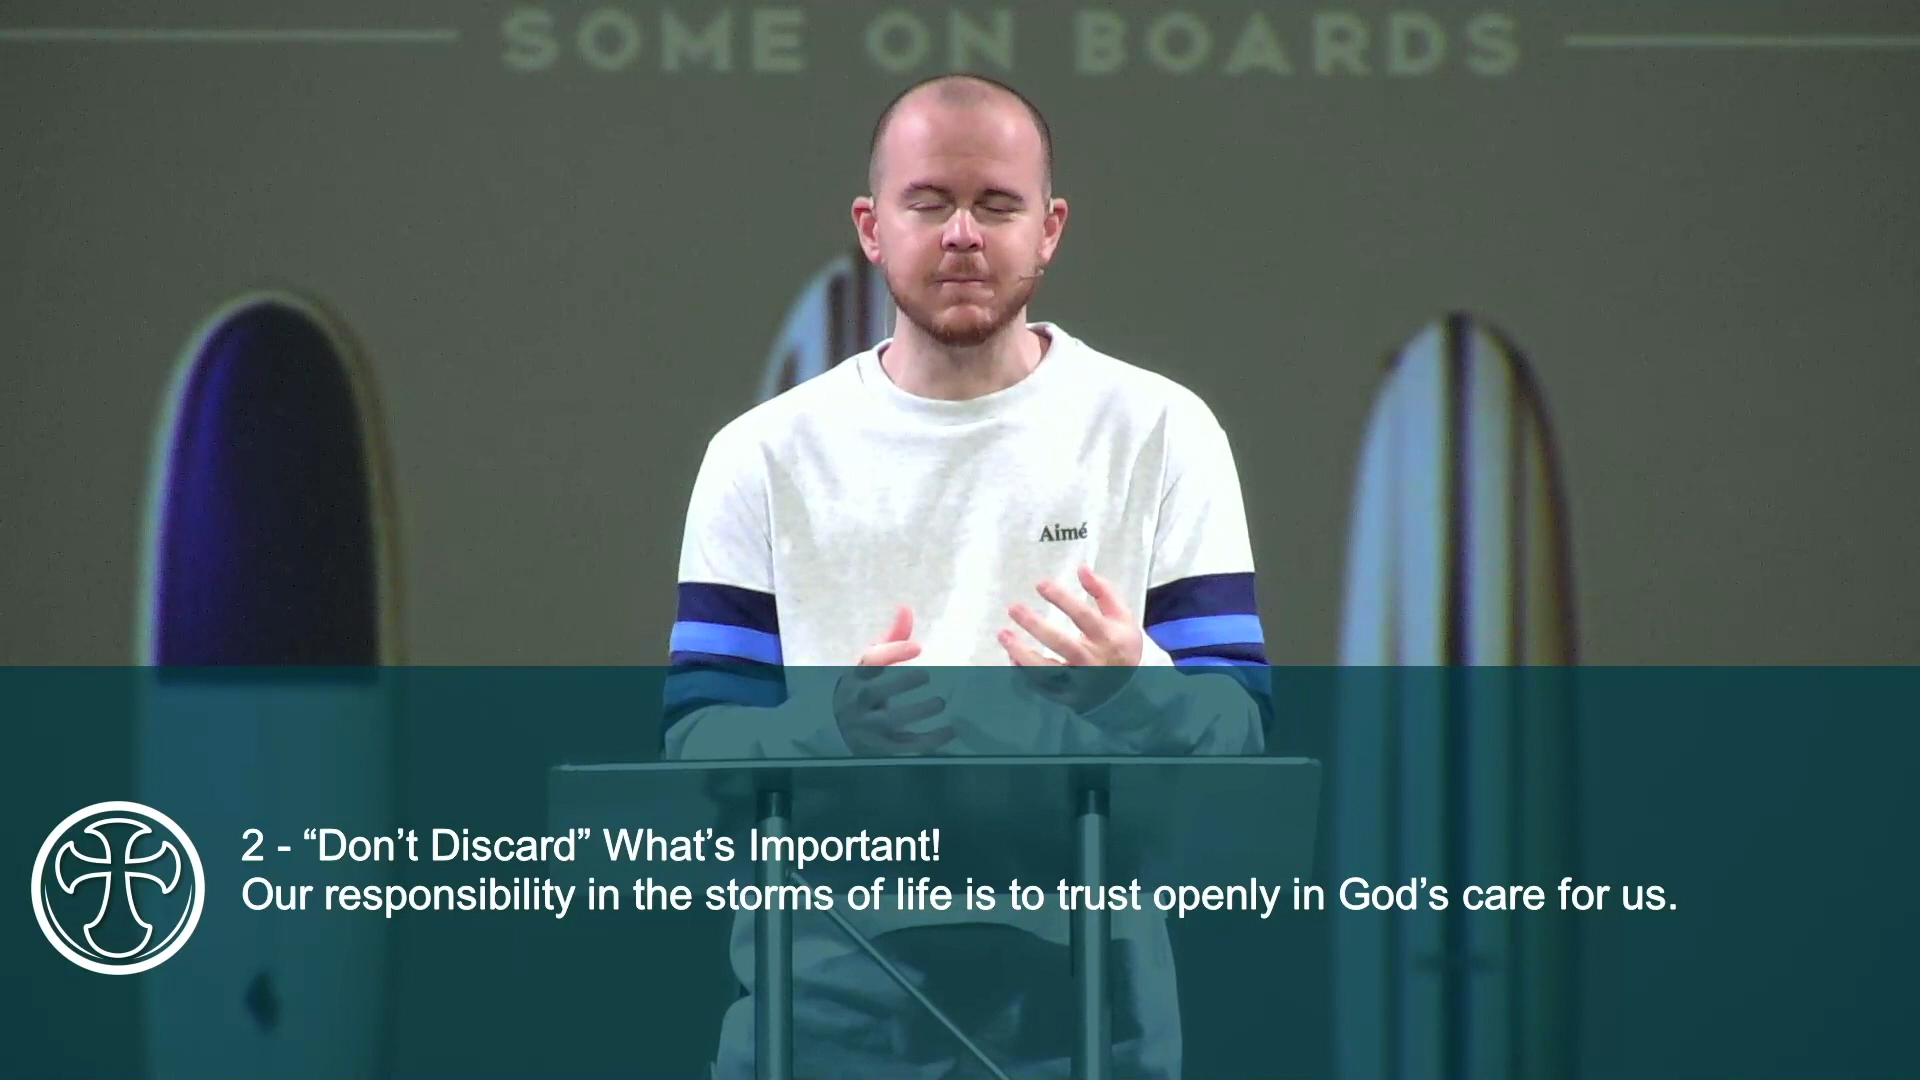 SOME ON BOARDS
Aimé
2 - “Don’t Discard” What’s Important!
Our responsibility in the storms of life is to trust openly in God’s care for us.